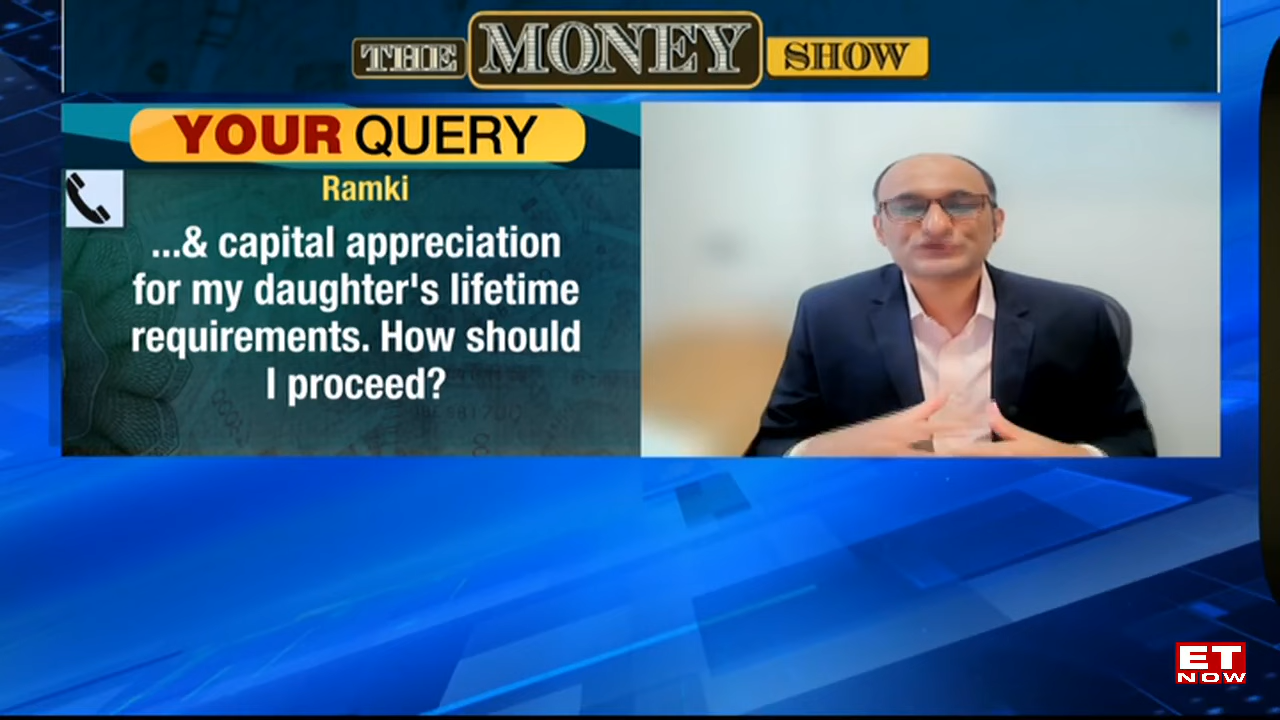 THE MONEY SHOW
YOUR QUERY
Ramki
...& capital appreciation
for my daughter's lifetime
requirements. How should
I proceed?
ET
NOW